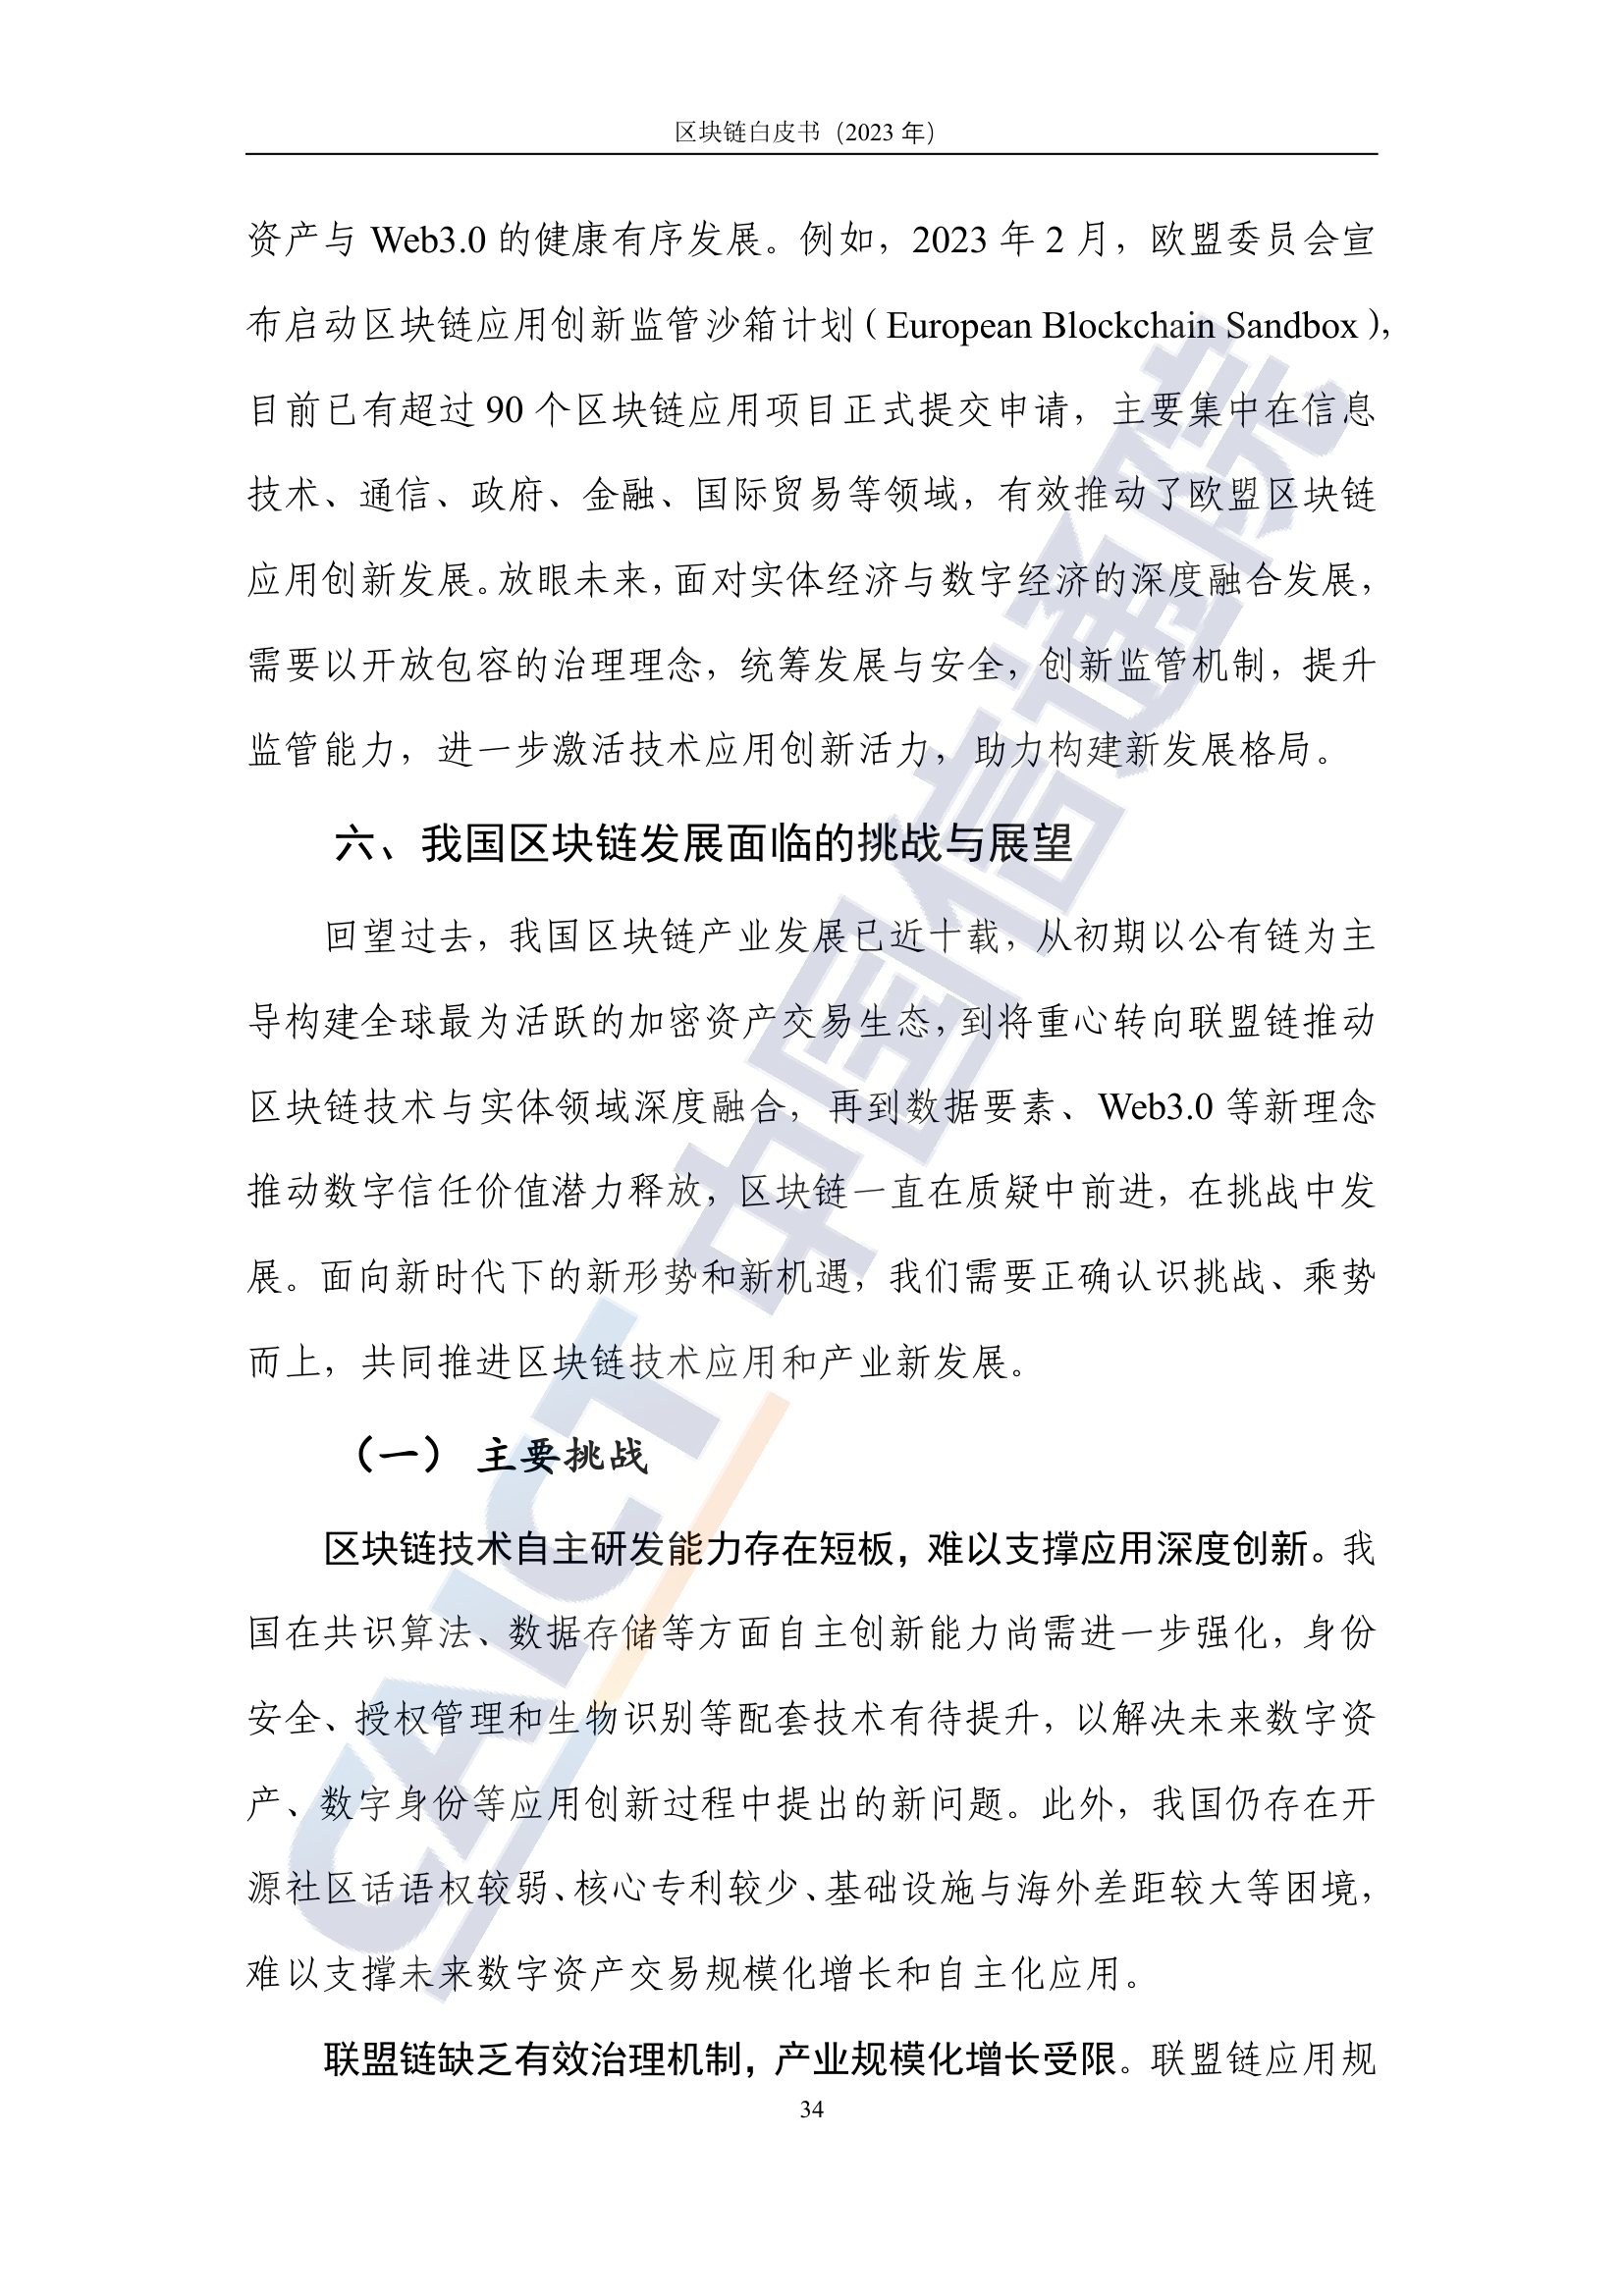 区块链白皮书（2023 年）
资产与 Web3.0 的健康有序发展。例如，2023 年 2 月，欧盟委员会宣
布启动区块链应用创新监管沙箱计划（European Blockchain Sandbox），
目前已有超过 90 个区块链应用项目正式提交申请，主要集中在信息
技术、通信、政府、金融、国际贸易等领域，有效推动了欧盟区块链
应用创新发展。放眼未来，面对实体经济与数字经济的深度融合发展，
需要以开放包容的治理理念，统筹发展与安全，创新监管机制，提升
监管能力，进一步激活技术应用创新活力，助力构建新发展格局。
六、我国区块链发展面临的挑战与展望
回望过去，我国区块链产业发展已近十载，从初期以公有链为主
导构建全球最为活跃的加密资产交易生态，到将重心转向联盟链推动
区块链技术与实体领域深度融合，再到数据要素、Web3.0 等新理念
推动数字信任价值潜力释放，区块链一直在质疑中前进，在挑战中发
展。面向新时代下的新形势和新机遇，我们需要正确认识挑战、乘势
而上，共同推进区块链技术应用和产业新发展。
（一） 主要挑战
区块链技术自主研发能力存在短板，难以支撑应用深度创新。我
国在共识算法、数据存储等方面自主创新能力尚需进一步强化，身份
安全、授权管理和生物识别等配套技术有待提升，以解决未来数字资
产、数字身份等应用创新过程中提出的新问题。此外，我国仍存在开
源社区话语权较弱、核心专利较少、基础设施与海外差距较大等困境，
难以支撑未来数字资产交易规模化增长和自主化应用。
联盟链缺乏有效治理机制，产业规模化增长受限。联盟链应用规
34
CAICT 中国信通院